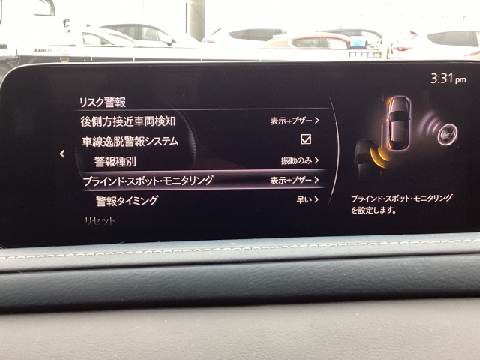 3:31pm
リスク警報
後側方接近車両検知 表示+ブザー
車線逸脱警報システム
警報種別 振動のみ
ブラインド・スポット・モニタリング 表示+ブザー
警報タイミング 早い
リセット
ブラインド・スポット・モニタリング
を設定します。